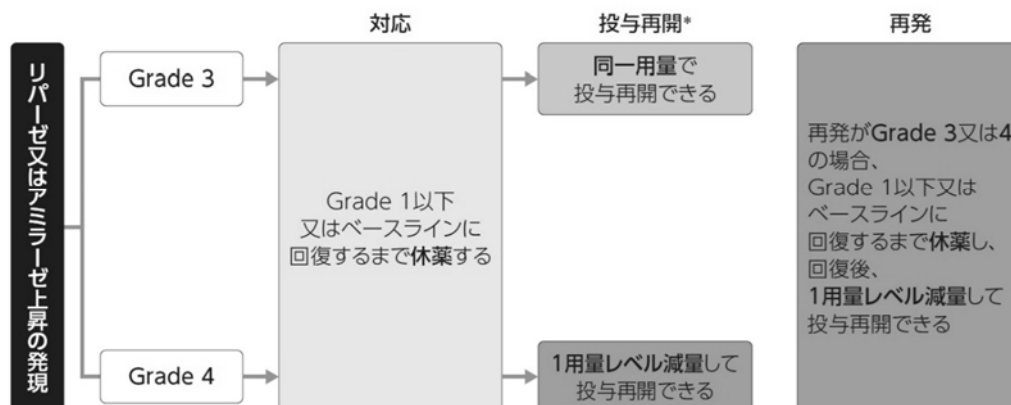 対応
投与再開*
再発
リパーゼ又はアミラーゼ上昇の発現
Grade 3
Grade 1以下
又はベースラインに
回復するまで休薬する
同一用量で
投与再開できる
再発がGrade 3又は4
の場合、
Grade 1以下又は
ベースラインに
回復するまで休薬し、
回復後、
1用量レベル減量して
投与再開できる
Grade 4
1用量レベル減量して
投与再開できる